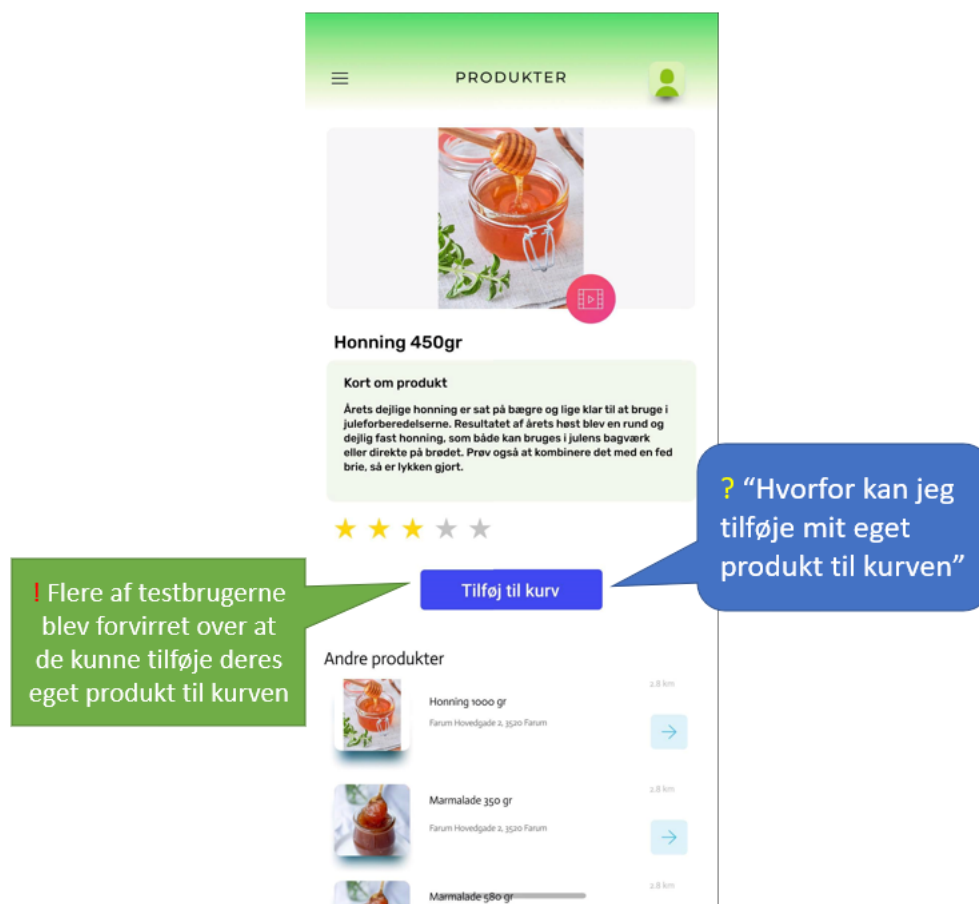 PRODUKTER
Honning 450gr
Kort om produkt
Årets dejlige honning er sat på bægre og lige klar til at bruge i
juleforberedelserne. Resultatet af årets høst blev en rund og
dejlig fast honning, som både kan bruges i julens bagværk
eller direkte på brødet. Prøv også at kombinere det med en fed
brie, så er lykken gjort.
? “Hvorfor kan jeg
tilføje mit eget
produkt til kurven”
Tilføj til kurv
! Flere af testbrugerne
blev forvirret over at
de kunne tilføje deres
eget produkt til kurven
Andre produkter
2.8 km
Honning 1000 gr
Farum Hovedgade 2, 3520 Farum
2.8 km
Marmalade 350 gr
Farum Hovedgade 2, 3520 Farum
2.8 km
Marmalade 580 gr